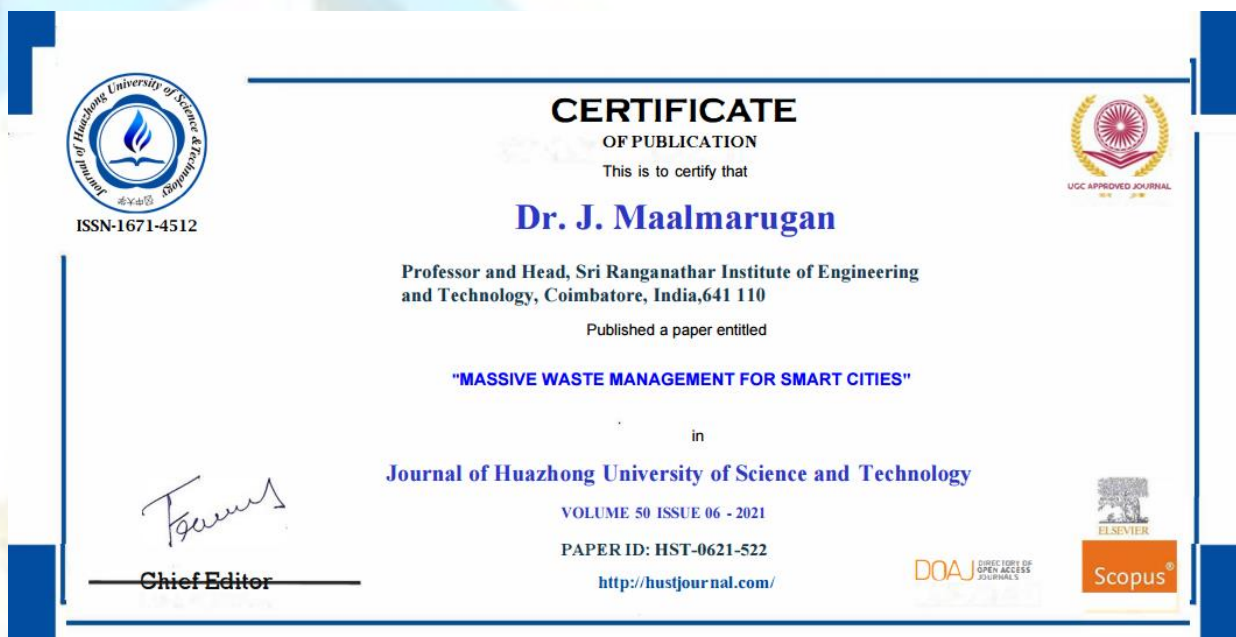 Journal of Huazhong University of Science & Technology
ISSN-1671-4512
CERTIFICATE
OF PUBLICATION
This is to certify that
UGC APPROVED JOURNAL
Dr. J. Maalmarugan
Professor and Head, Sri Ranganathar Institute of Engineering
and Technology, Coimbatore, India,641 110
Published a paper entitled
"MASSIVE WASTE MANAGEMENT FOR SMART CITIES"
in
Journal of Huazhong University of Science and Technology
VOLUME 50 ISSUE 06 - 2021
PAPER ID: HST-0621-522
http://hustjournal.com/
Chief Editor
DOAJ DIRECTORY OF
OPEN ACCESS
JOURNALS
ELSEVIER
Scopus®